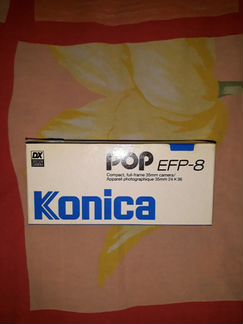 DX
POP EFP-8
Compact, full-frame 35mm camera/
Appareil photographique 35mm 24 X 36
Konica